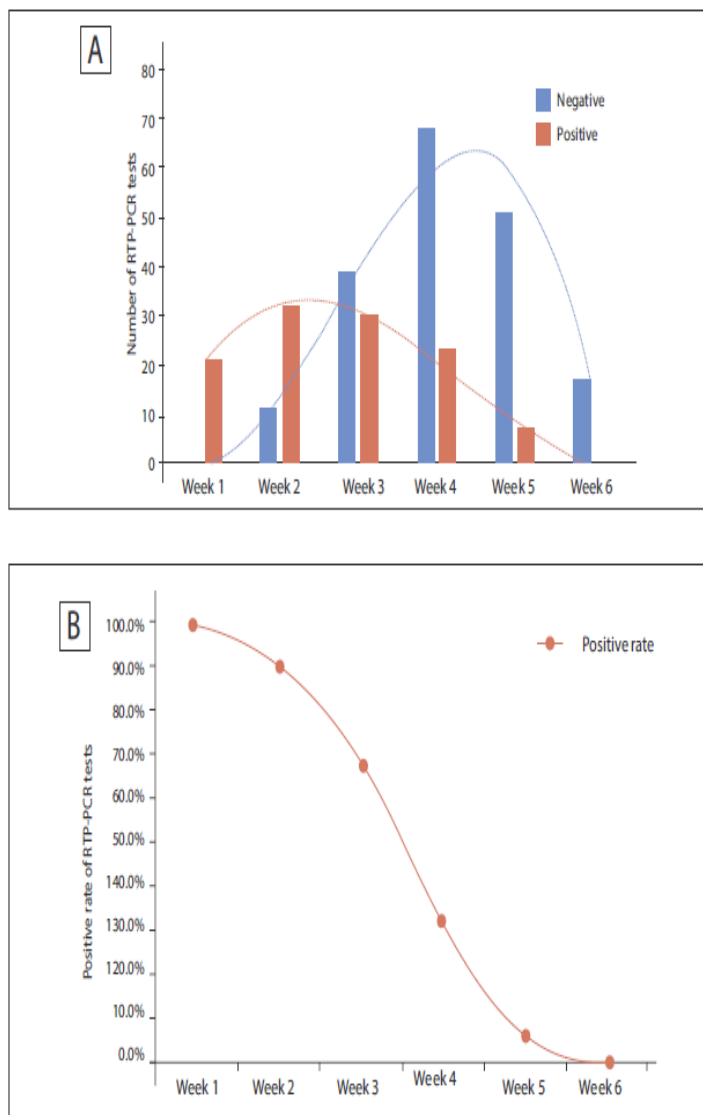 A
Number of RTP-PCR tests
80
70
60
50
40
30
20
10
0
Negative
Positive
Week 1 Week 2 Week 3 Week 4 Week 5 Week 6
B
Positive rate of RTP-PCR tests
100.0%
90.0%
80.0%
70.0%
60.0%
50.0%
140.0%
130.0%
120.0%
10.0%
0.0%
Positive rate
Week 1 Week 2 Week 3 Week 4 Week 5 Week 6